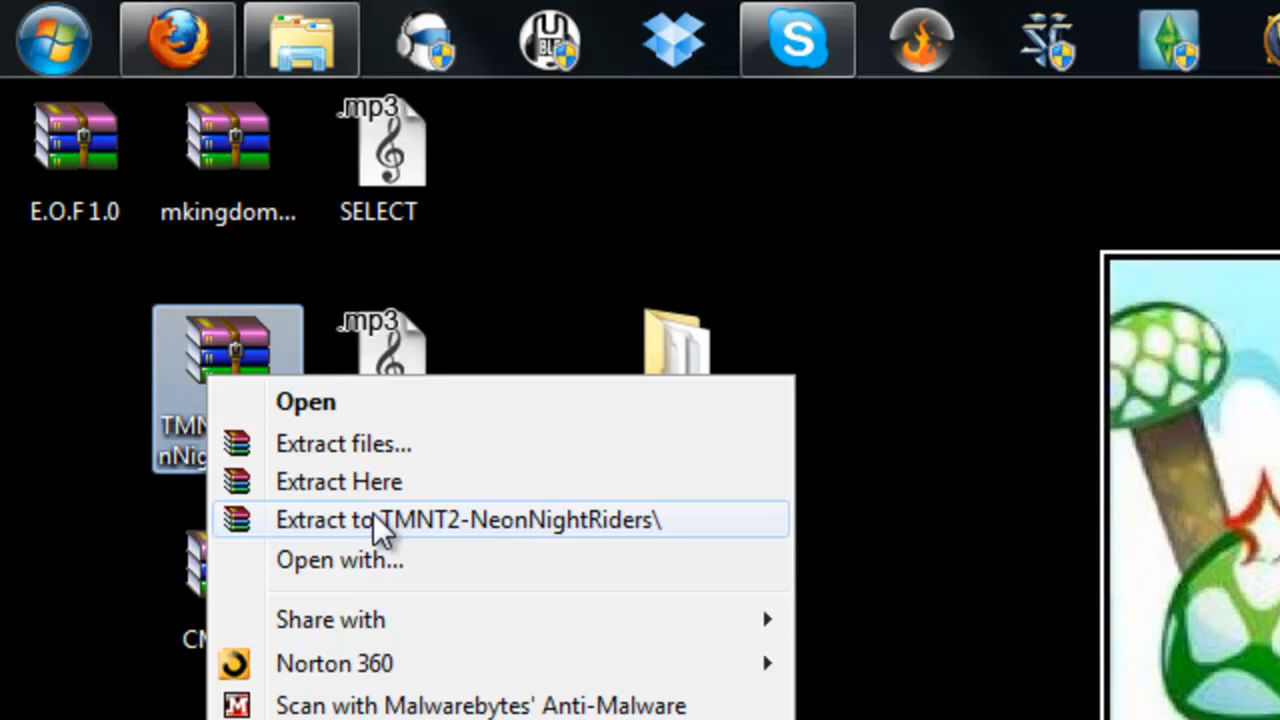 S
.mp3
E.O.F 1.0
mkingdom...
SELECT
.mp3
Open
Extract files...
Extract Here
Extract to TMNT2-NeonNightRiders\
Open with...
Share with
Norton 360
Scan with Malwarebytes' Anti-Malware